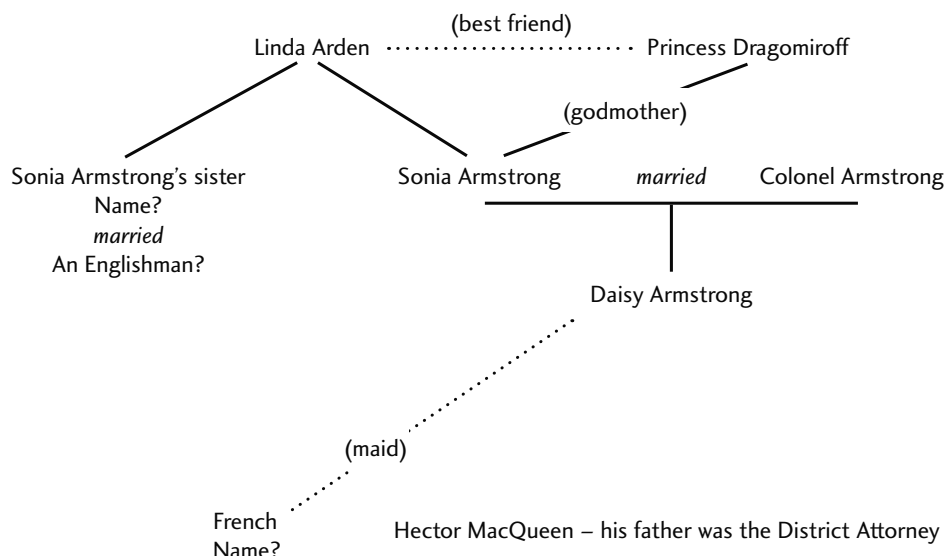 (best friend)
Linda Arden Princess Dragomiroff
(godmother)
Sonia Armstrong's sister Sonia Armstrong married Colonel Armstrong
Name?
married
An Englishman?
Daisy Armstrong
(maid)
French
Hector MacQueen – his father was the District Attorney
Name?